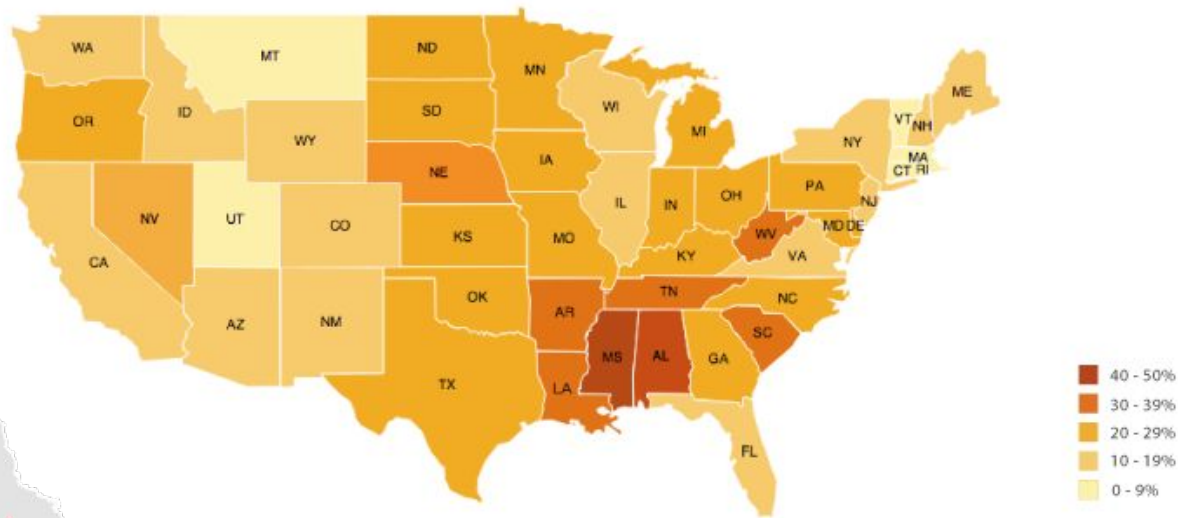 WA
MT
ND
MN
ME
OR
ID
SD
WI
VT
NH
WY
MI
NY
MA
CT
RI
NE
IA
PA
NV
UT
CO
IL
IN
OH
NJ
KS
MO
WV
MD
DE
CA
KY
VA
AZ
NM
OK
AR
TN
NC
SC
MS
AL
GA
TX
LA
FL
40 - 50%
30 - 39%
20 - 29%
10 - 19%
0 - 9%